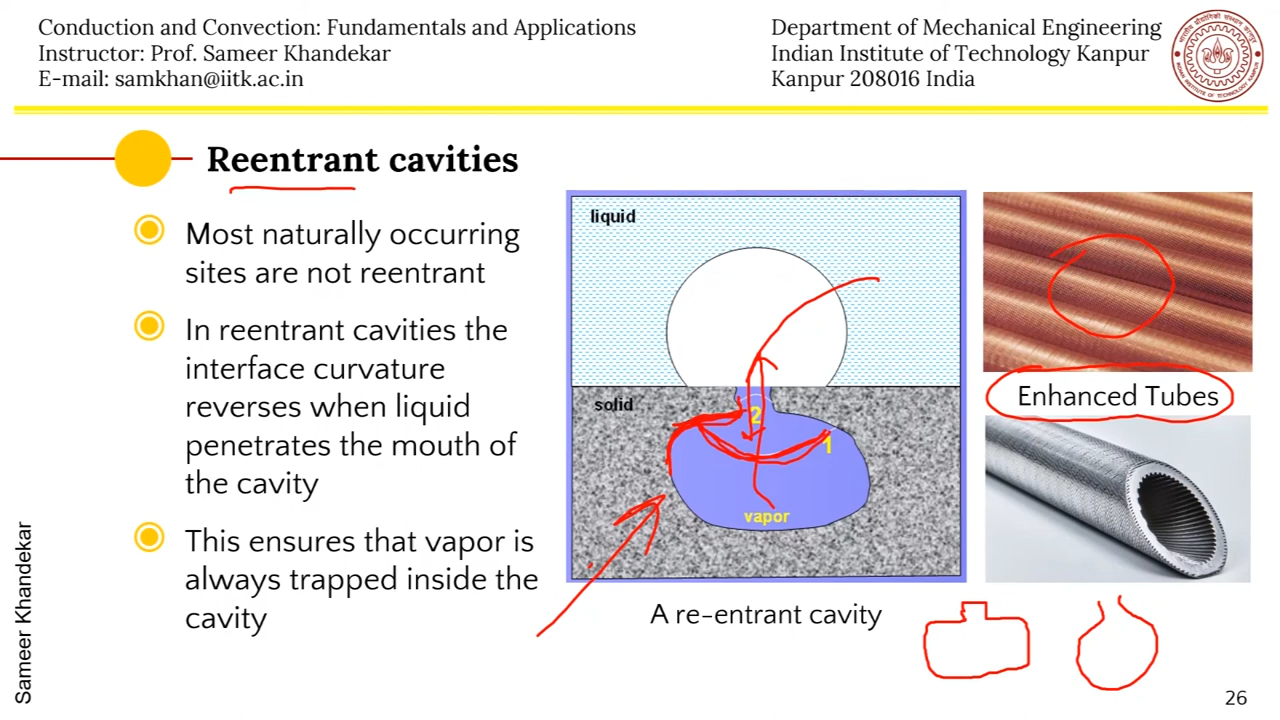 Conduction and Convection: Fundamentals and Applications
Instructor: Prof. Sameer Khandekar
E-mail: samkhan@iitk.ac.in
Department of Mechanical Engineering
Indian Institute of Technology Kanpur
Kanpur 208016 India
Reentrant cavities
Most naturally occurring
sites are not reentrant
In reentrant cavities the
interface curvature
reverses when liquid
penetrates the mouth of
the cavity
This ensures that vapor is
always trapped inside the
cavity
liquid
solid
2
1
vapor
A re-entrant cavity
Enhanced Tubes
Sameer Khandekar
26